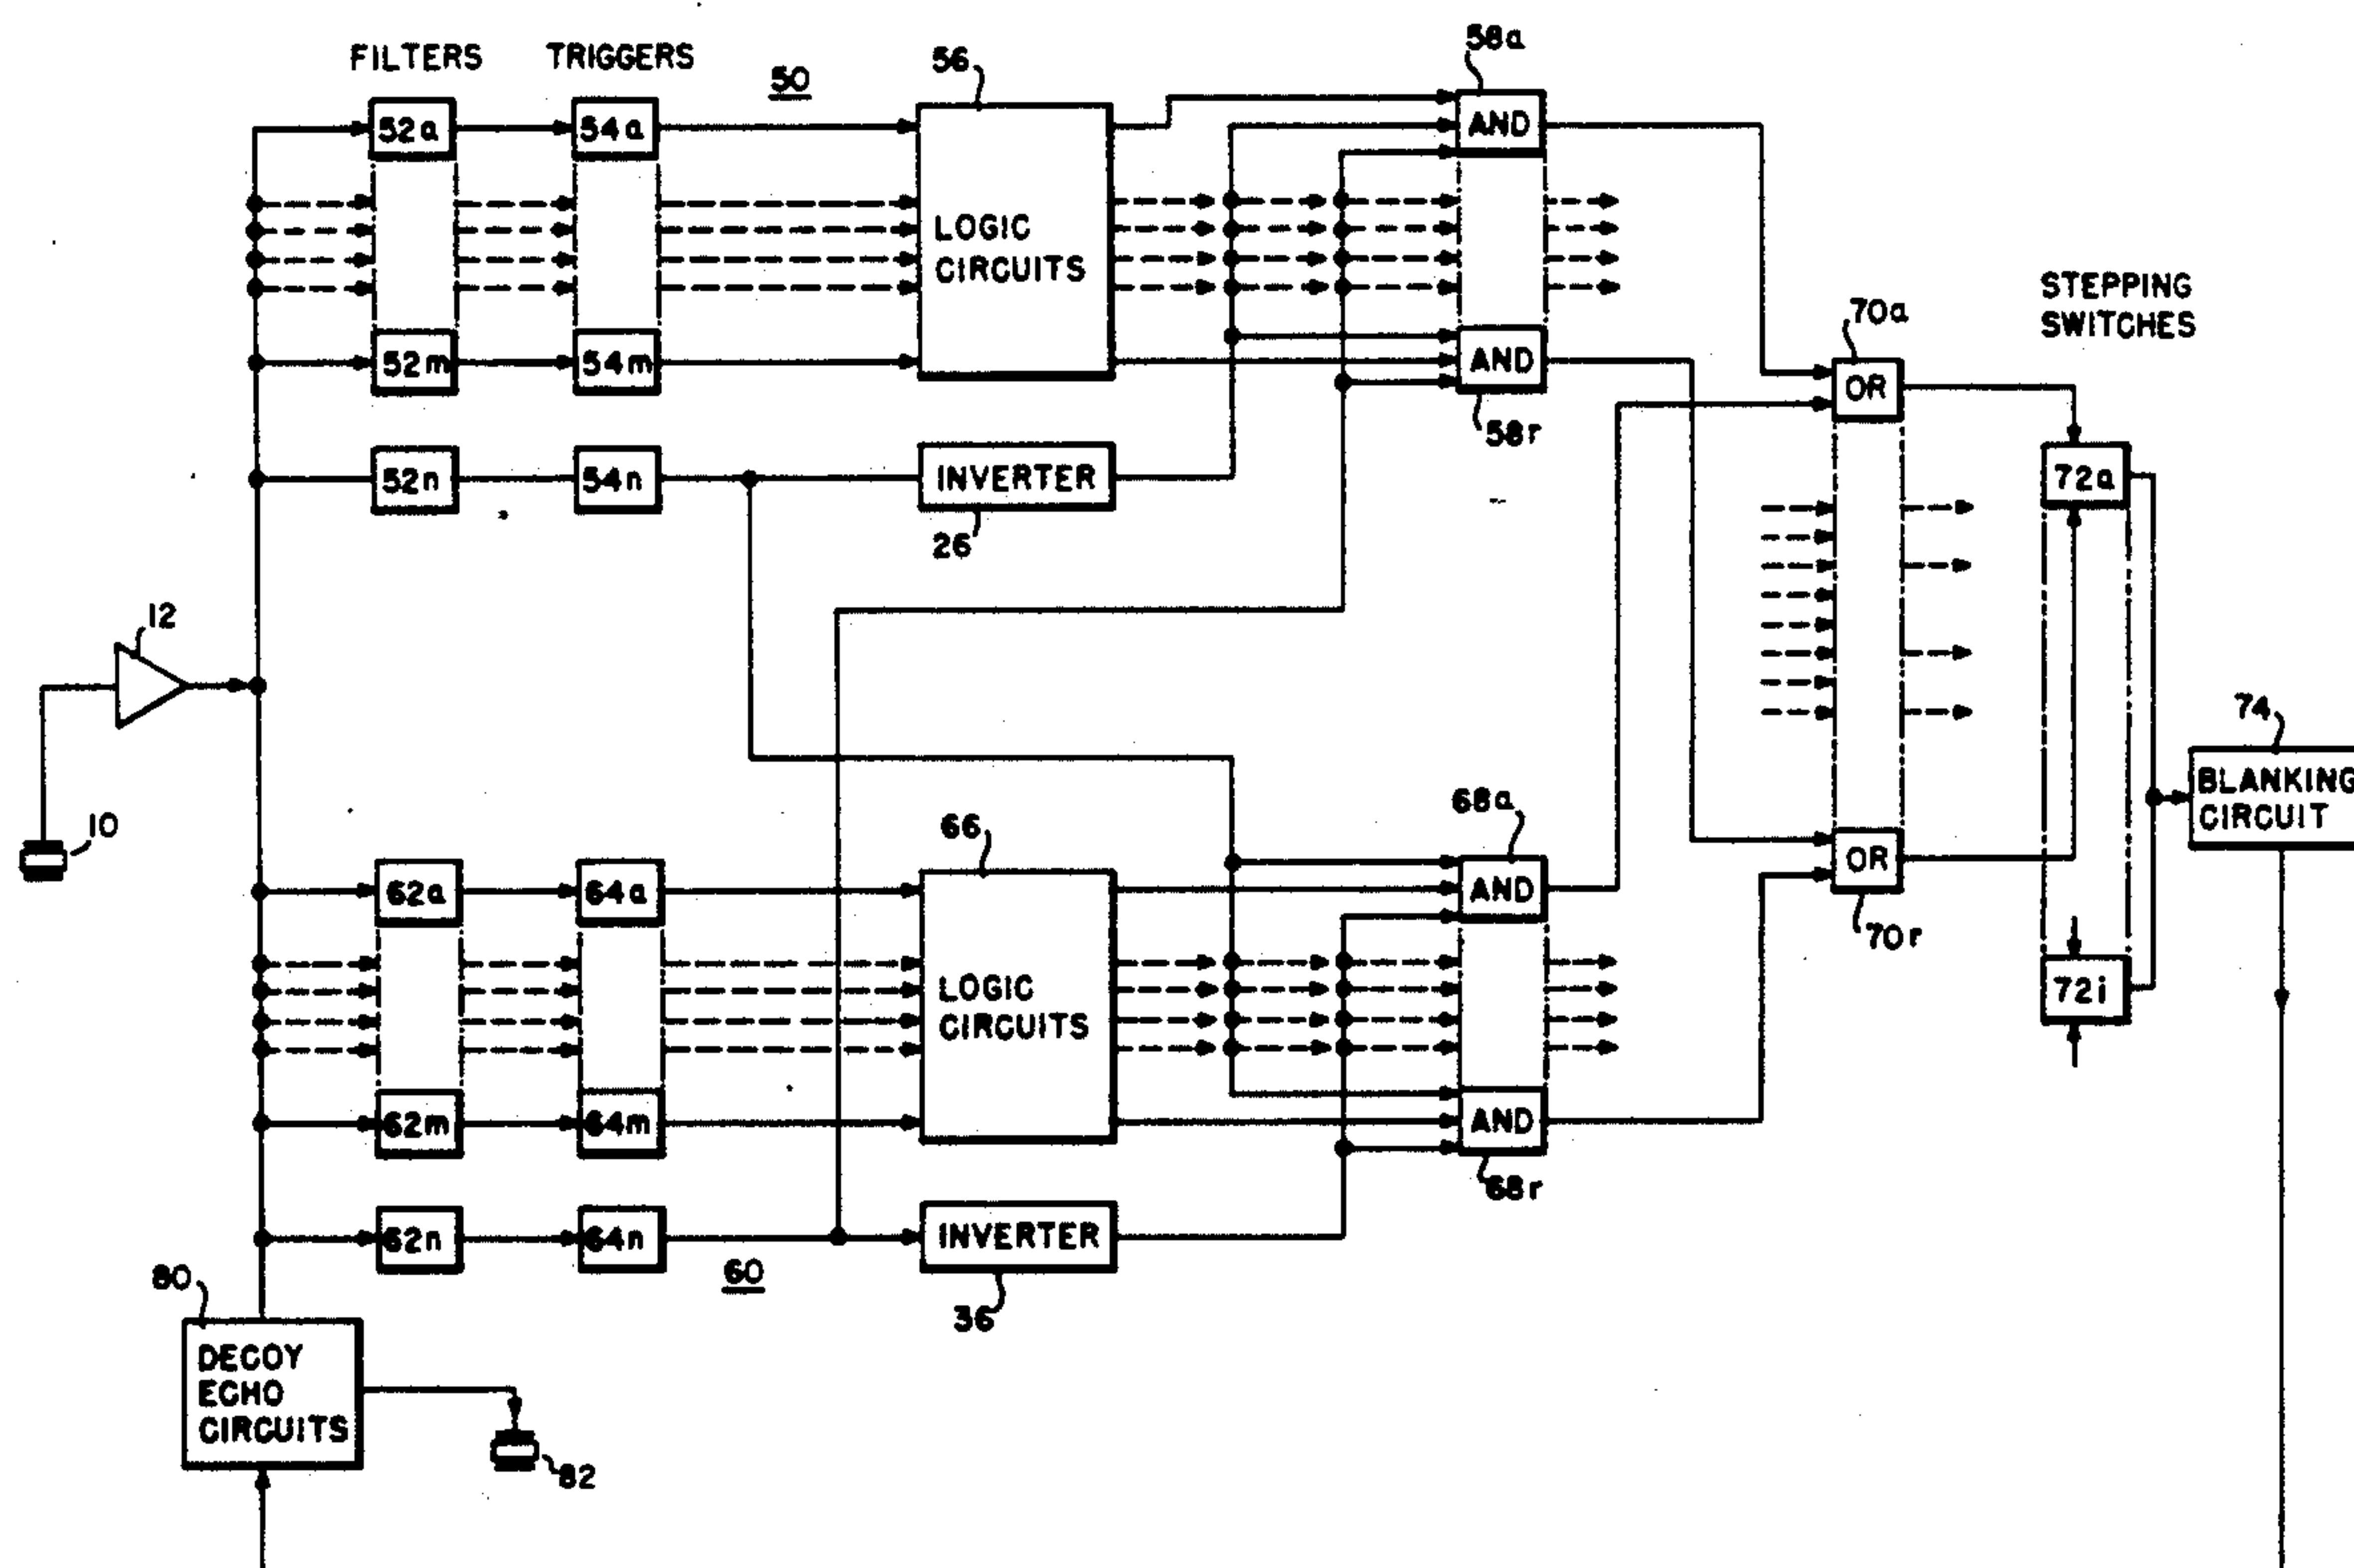 FILTERS
TRIGGERS
50
56
58a
52a
54a
AND
LOGIC
CIRCUITS
STEPPING
SWITCHES
70a
52m
54m
AND
OR
58r
52n
54n
INVERTER
72a
26
12
74
BLANKING
CIRCUIT
10
66
68a
62a
64a
AND
OR
70r
LOGIC
CIRCUITS
72i
62m
64m
AND
68r
62n
64n
INVERTER
60
80
36
DECOY
ECHO
CIRCUITS
82